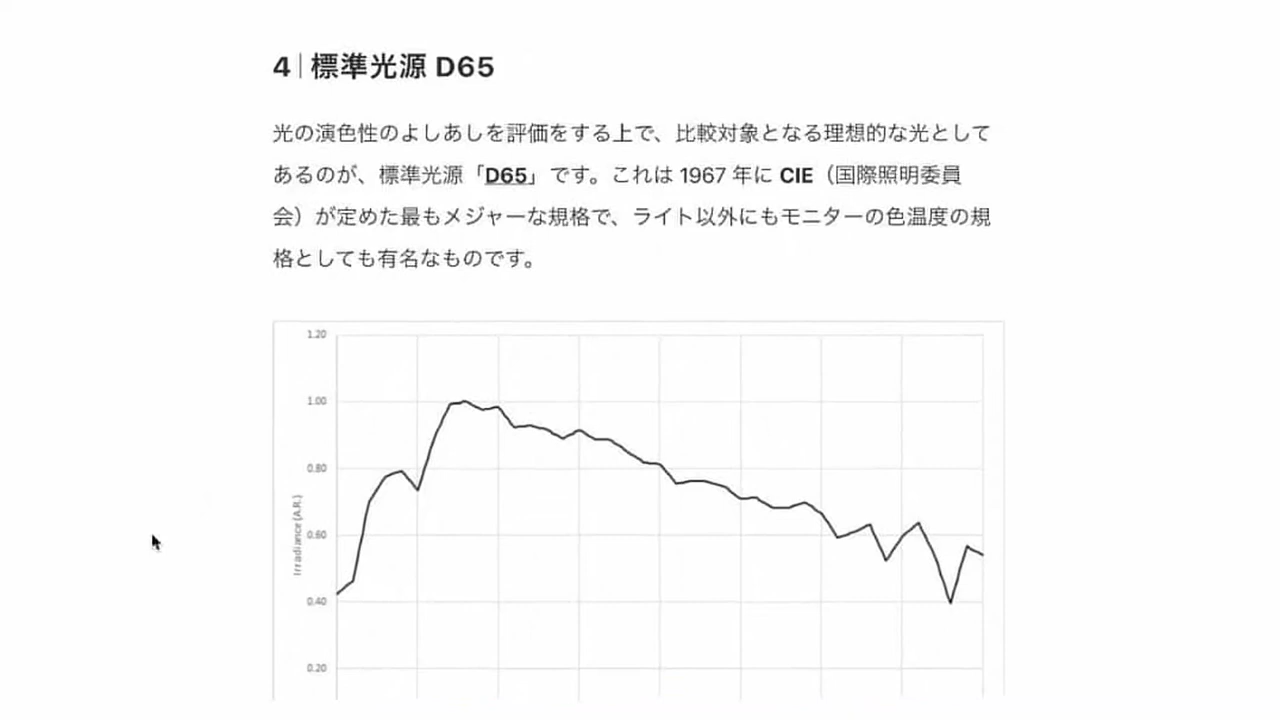 4 | 標準光源 D65
光の演色性のよしあしを評価をする上で、比較対象となる理想的な光として
あるのが、標準光源「D65」です。これは 1967 年に CIE（国際照明委員
会）が定めた最もメジャーな規格で、ライト以外にもモニターの色温度の規
格としても有名なものです。
1.20
1.00
0.80
0.60
0.40
0.20
Irradiance (A.R.)